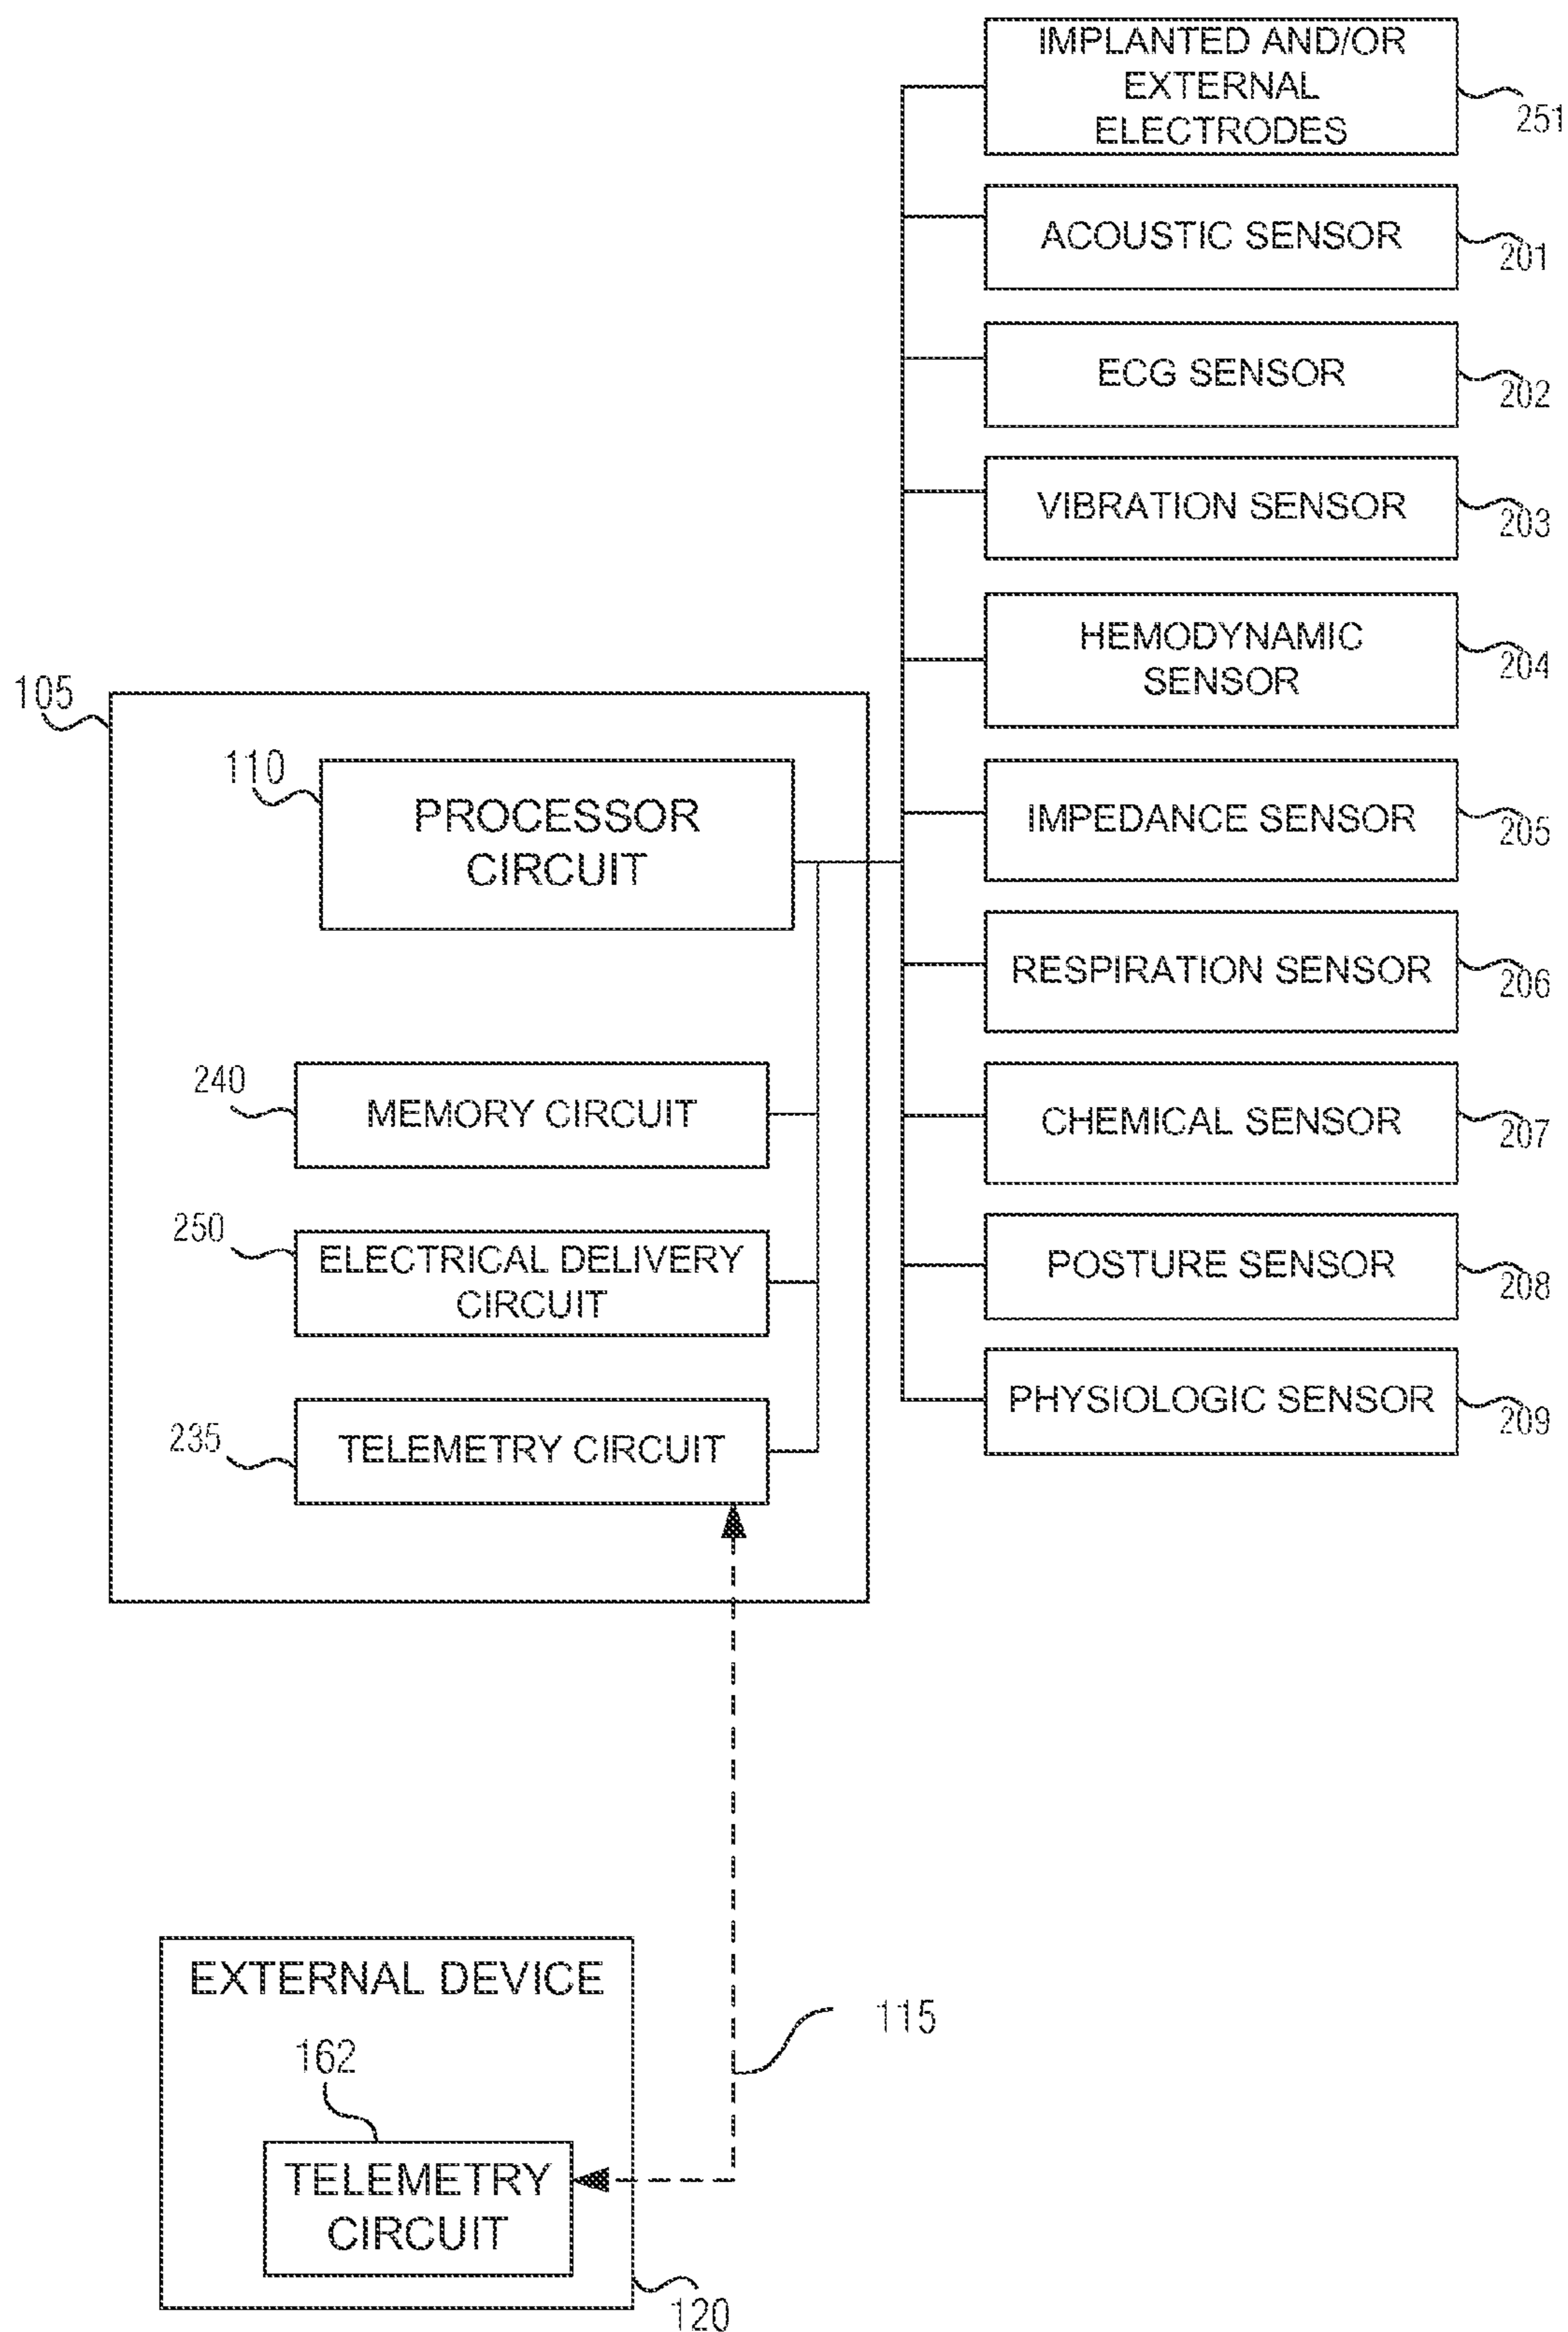 IMPLANTED AND/OR
EXTERNAL
ELECTRODES
251
ACOUSTIC SENSOR
201
ECG SENSOR
202
VIBRATION SENSOR
203
HEMODYNAMIC
SENSOR
204
105
110
PROCESSOR
CIRCUIT
IMPEDANCE SENSOR
205
RESPIRATION SENSOR
206
240
MEMORY CIRCUIT
CHEMICAL SENSOR
207
250
ELECTRICAL DELIVERY
CIRCUIT
POSTURE SENSOR
208
235
TELEMETRY CIRCUIT
PHYSIOLOGIC SENSOR
209
EXTERNAL DEVICE
115
162
TELEMETRY
CIRCUIT
120